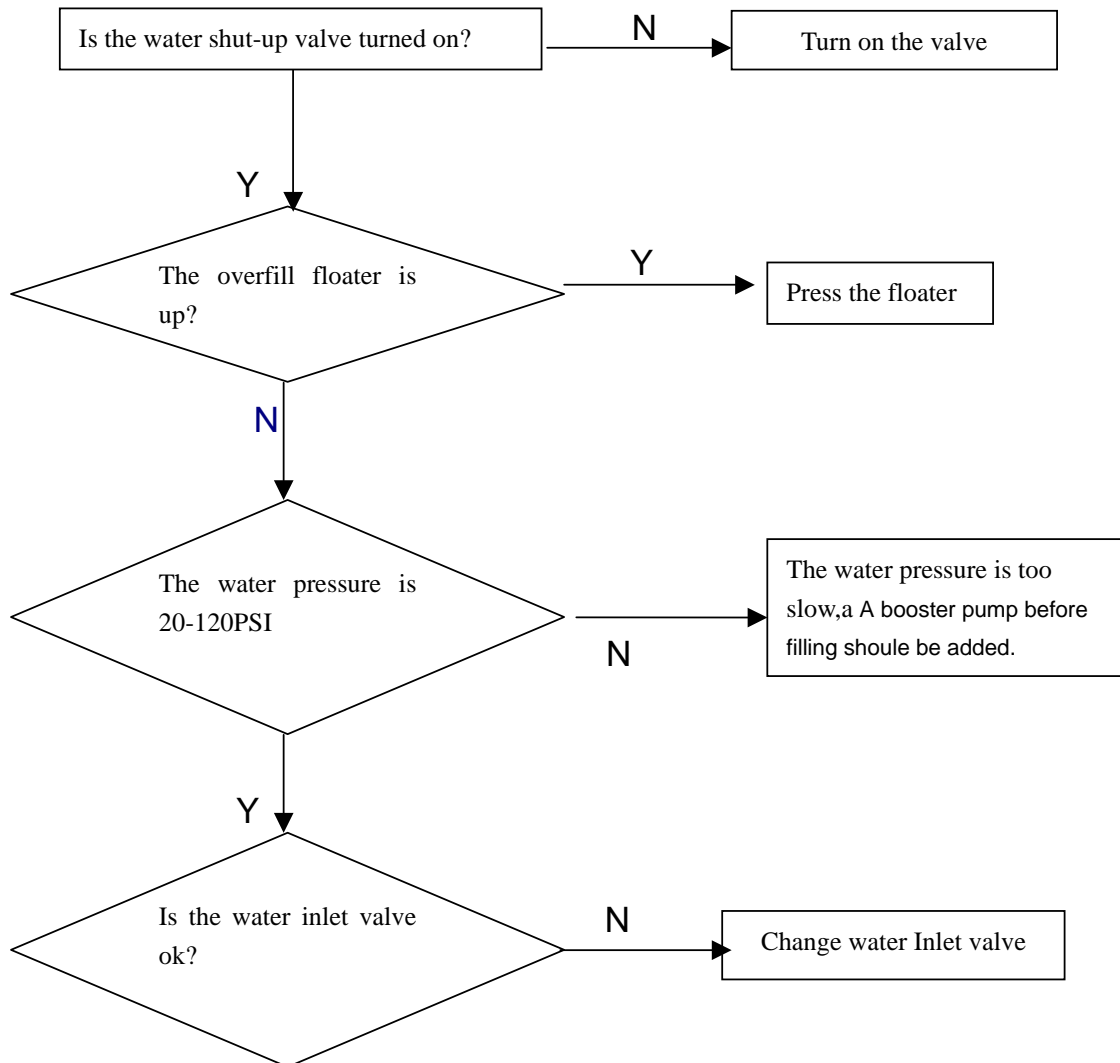 Is the water shut-up valve turned on?
N
Turn on the valve
Y
The overfill floater is
up?
Y
Press the floater
N
The water pressure is
20-120PSI
N
The water pressure is too
slow,a A booster pump before
filling shoule be added.
Y
Is the water inlet valve
ok?
N
Change water Inlet valve